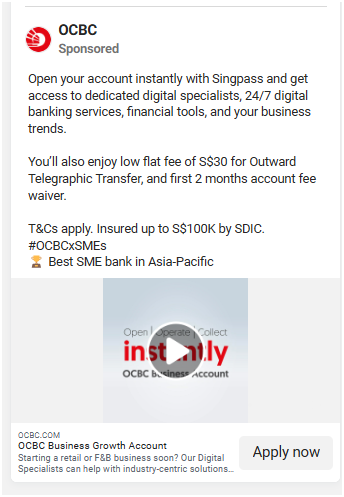 OCBC
Sponsored
Open your account instantly with Singpass and get
access to dedicated digital specialists, 24/7 digital
banking services, financial tools, and your business
trends.
You'll also enjoy low flat fee of S$30 for Outward
Telegraphic Transfer, and first 2 months account fee
waiver.
T&Cs apply. Insured up to S$100K by SDIC.
#OCBCxSMEs
🏆 Best SME bank in Asia-Pacific
Open | Operate | Collect
instantly
OCBC Business Account
OCBC.COM
OCBC Business Growth Account
Starting a retail or F&B business soon? Our Digital
Specialists can help with industry-centric solutions...
Apply now